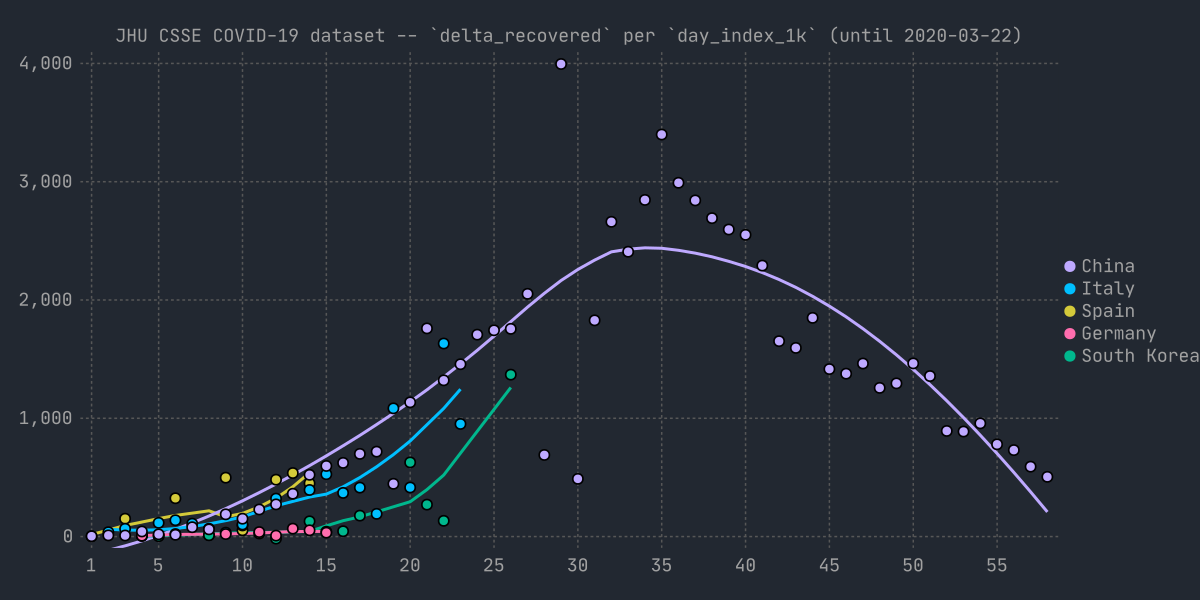 JHU CSSE COVID-19 dataset -- `delta_recovered` per `day_index_1k` (until 2020-03-22)
4,000
3,000
2,000
1,000
0
1 5 10 15 20 25 30 35 40 45 50 55
China
Italy
Spain
Germany
South Korea